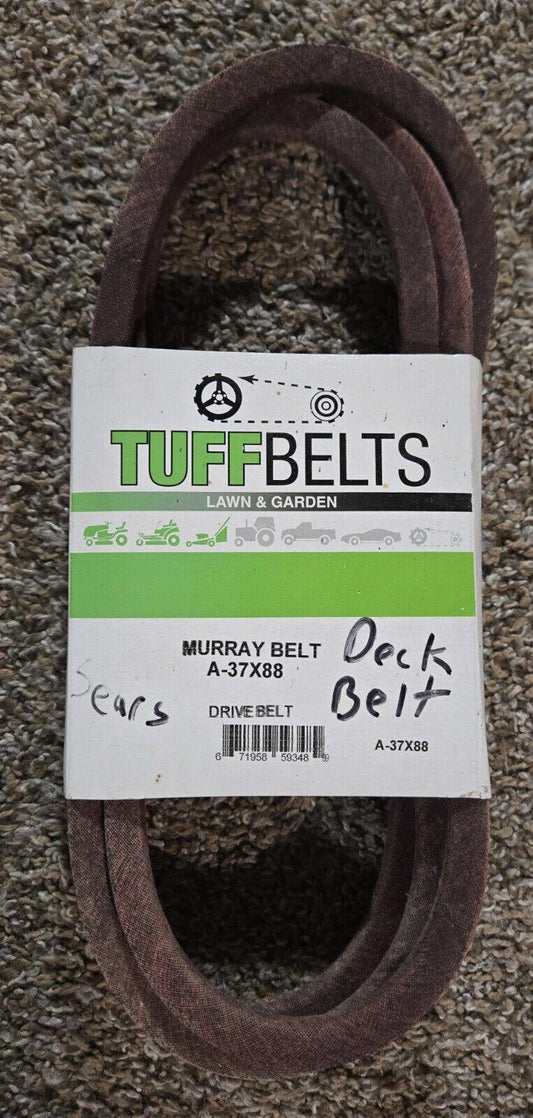 TUFFBELTS
LAWN & GARDEN
MURRAY BELT
A-37X88
Deck
Belt
Sears
DRIVE BELT
6 71958 59348 9
A-37X88